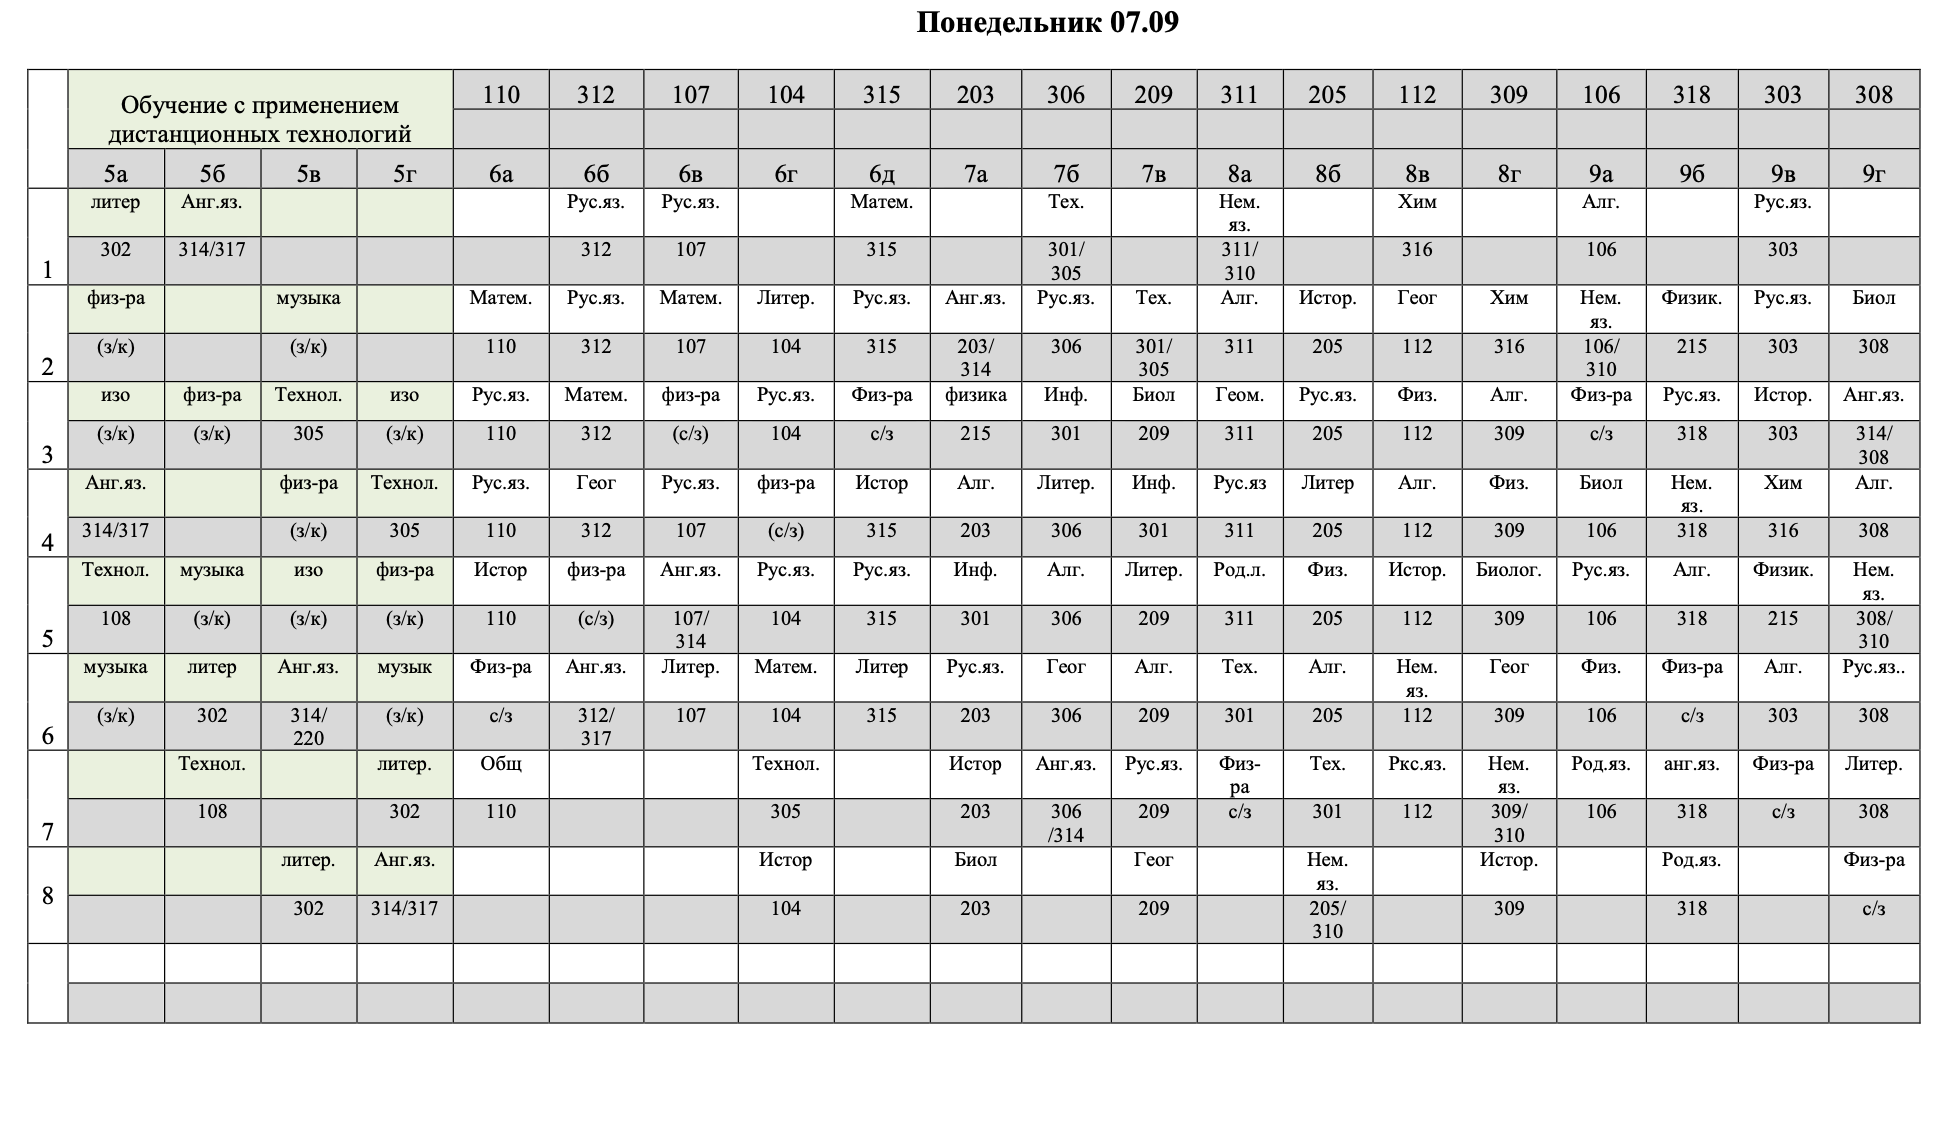 Понедельник 07.09
Обучение с применением 110 312 107 104 315 203 306 209 311 205 112 309 106 318 303 308
дистанционных технологий
5а 5б 5в 5г 6а 6б 6в 6г 6д 7а 7б 7в 8а 8б 8в 8г 9а 9б 9в 9г
литер Анг.яз. Рус.яз. Рус.яз. Матем. Тех. Нем. Хим Алг. Рус.яз.
яз.
302 314/317 312 107 315 301/ 311/ 316 106 303
1 305 310
физ-ра музыка Матем. Рус.яз. Матем. Литер. Рус.яз. Анг.яз. Рус.яз. Тех. Алг. Истор. Геог Хим Нем. Физик. Рус.яз. Биол
яз.
(з/к) (з/к) 110 312 107 104 315 203/ 306 301/ 311 205 112 316 106/ 215 303 308
2 314 305 310
изо физ-ра Технол. изо Рус.яз. Матем. физ-ра Рус.яз. Физ-ра физика Инф. Биол Геом. Рус.яз. Физ. Алг. Физ-ра Рус.яз. Истор. Анг.яз.
(з/к) (з/к) 305 (з/к) 110 312 (с/з) 104 с/з 215 301 209 311 205 112 309 с/з 318 303 314/
3 308
Анг.яз. физ-ра Технол. Рус.яз. Геог Рус.яз. физ-ра Истор Алг. Литер. Инф. Рус.яз Литер Алг. Физ. Биол Нем. Хим Алг.
яз.
314/317 (з/к) 305 110 312 107 (с/з) 315 203 306 301 311 205 112 309 106 318 316 308
4
Технол. музыка изо физ-ра Истор физ-ра Анг.яз. Рус.яз. Рус.яз. Инф. Алг. Литер. Род.л. Физ. Истор. Биолог. Рус.яз. Алг. Физик. Нем.
яз.
108 (з/к) (з/к) (з/к) 110 (с/з) 107/ 104 315 301 306 209 311 205 112 309 106 318 215 308/
5 314 310
музыка литер Анг.яз. музык Физ-ра Анг.яз. Литер. Матем. Литер Рус.яз. Геог Алг. Тех. Алг. Нем. Геог Физ. Физ-ра Алг. Рус.яз..
яз.
(з/к) 302 314/ (з/к) с/з 312/ 107 104 315 203 306 209 301 205 112 309 106 с/з 303 308
6 220 317
Технол. литер. Общ Технол. Истор Анг.яз. Рус.яз. Физ- Тех. Ркс.яз. Нем. Род.яз. анг.яз. Физ-ра Литер.
ра яз.
108 302 110 305 203 306 209 с/з 301 112 309/ 106 318 с/з 308
7 /314 310
литер. Анг.яз. Истор Биол Геог Нем. Истор. Род.яз. Физ-ра
8 яз.
302 314/317 104 203 209 205/ 309 318 с/з
310